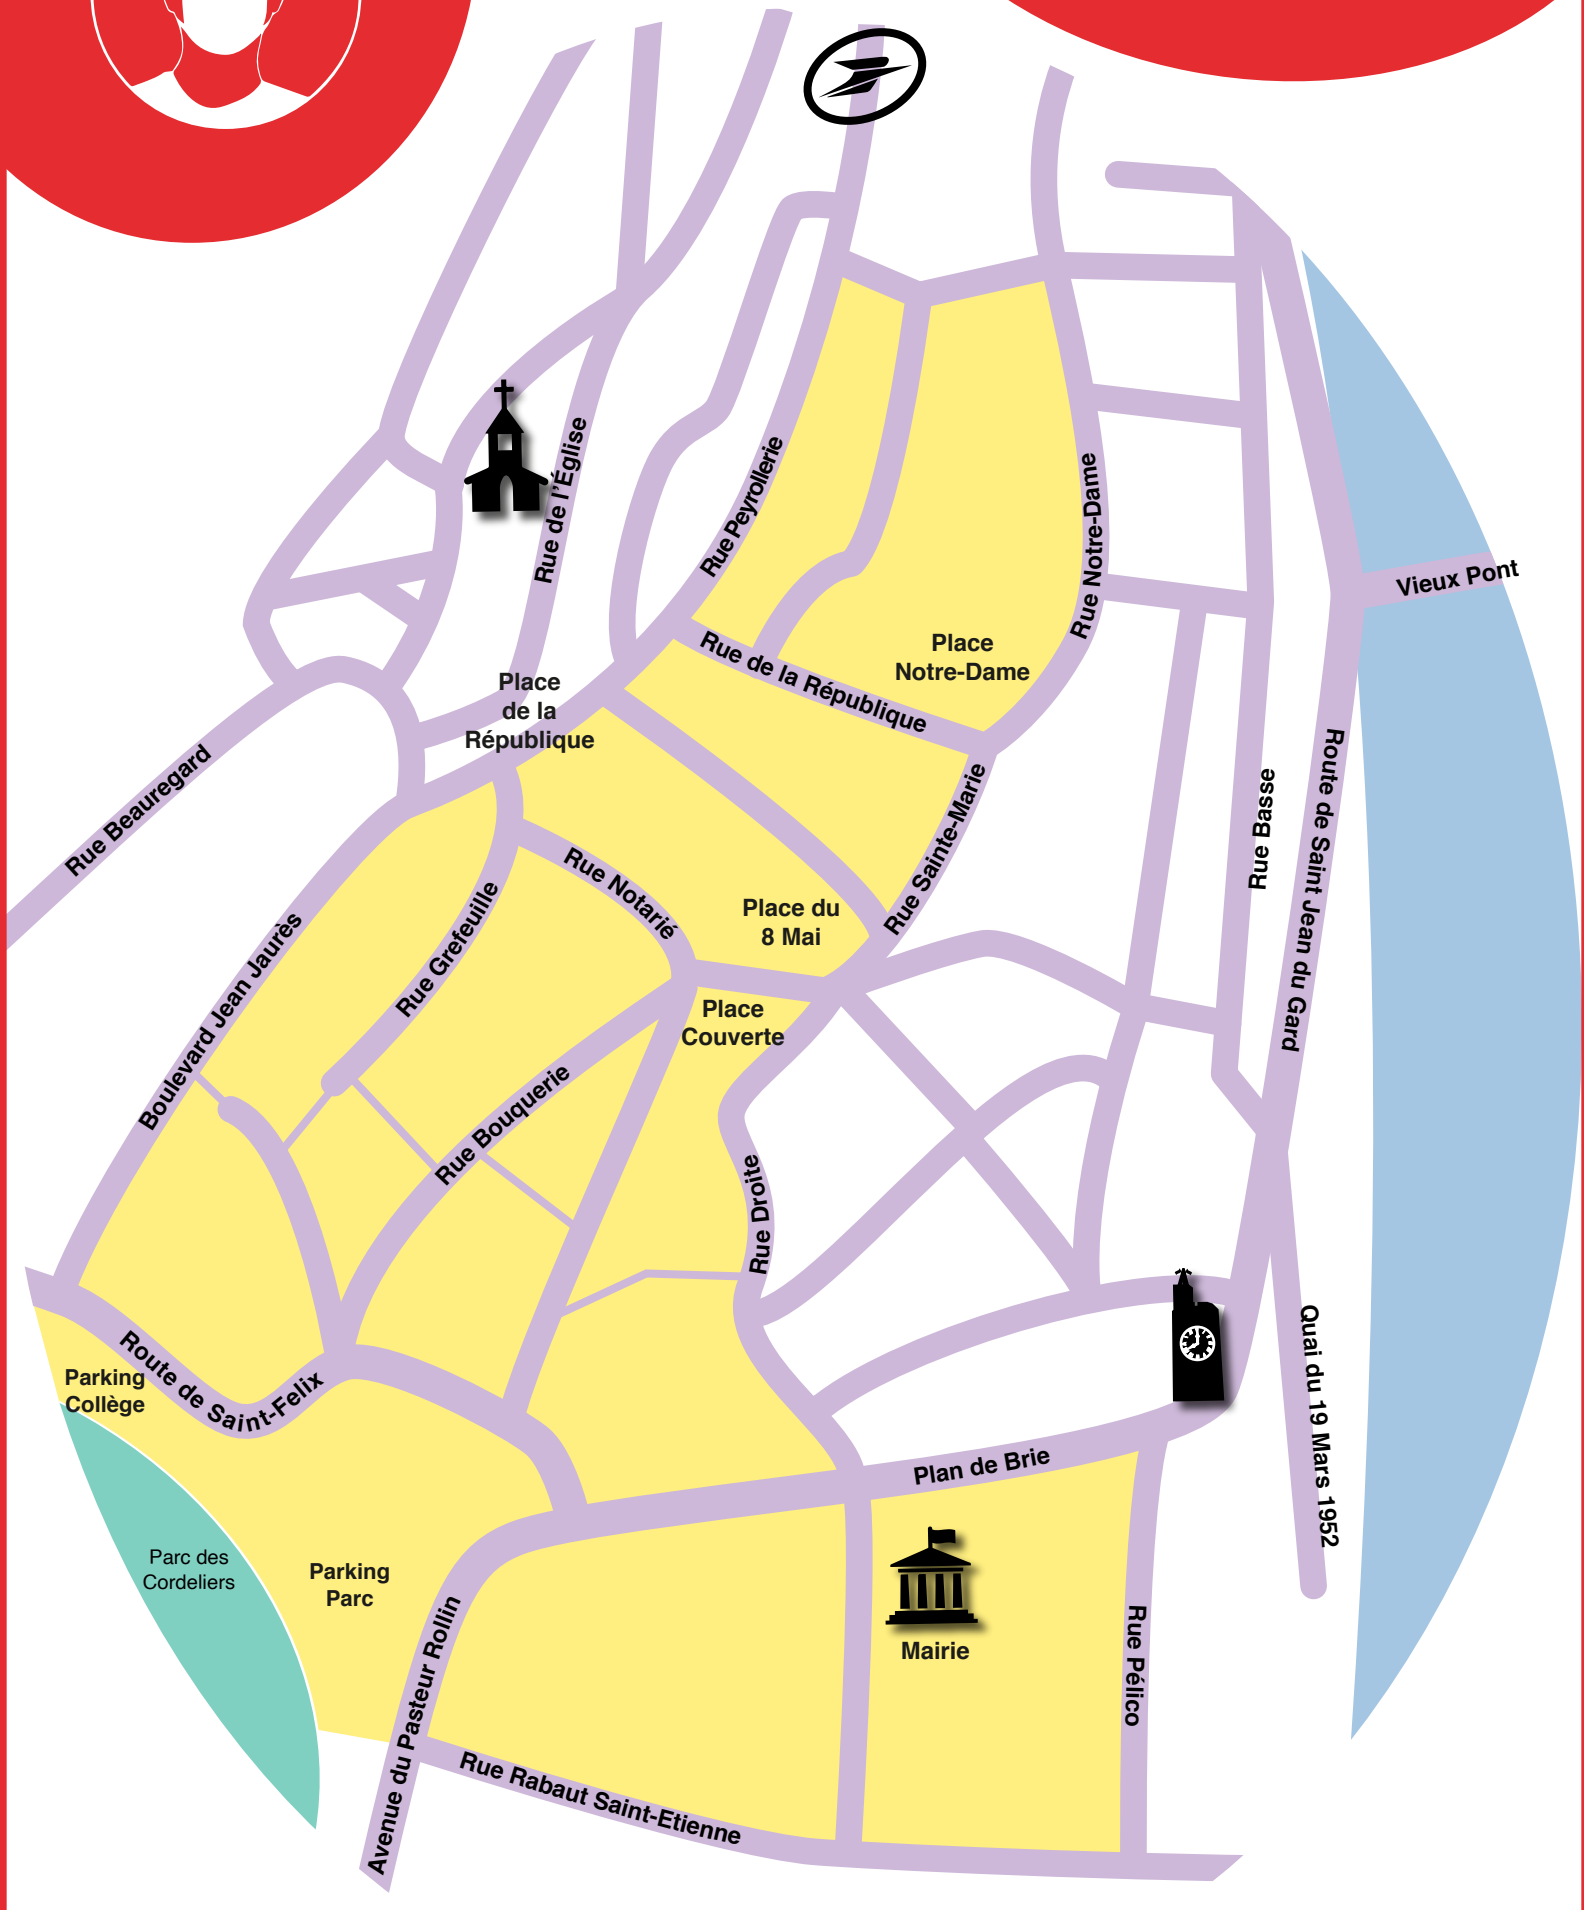 Rue de l'Église
Rue Peyrollerie
Rue Notre-Dame
Vieux Pont
Place
Notre-Dame
Rue de la République
Place
de la
République
Rue Beauregard
Route de Saint Jean du Gard
Rue Basse
Rue Sainte-Marie
Rue Notarié
Rue Grefeuille
Place du
8 Mai
Boulevard Jean Jaurès
Place
Couverte
Rue Bouquerie
Rue Droite
Quai du 19 Mars 1952
Route de Saint-Felix
Parking
Collège
Plan de Brie
Parc des
Cordeliers
Parking
Parc
Mairie
Rue Pélico
Avenue du Pasteur Rollin
Rue Rabaut Saint-Etienne